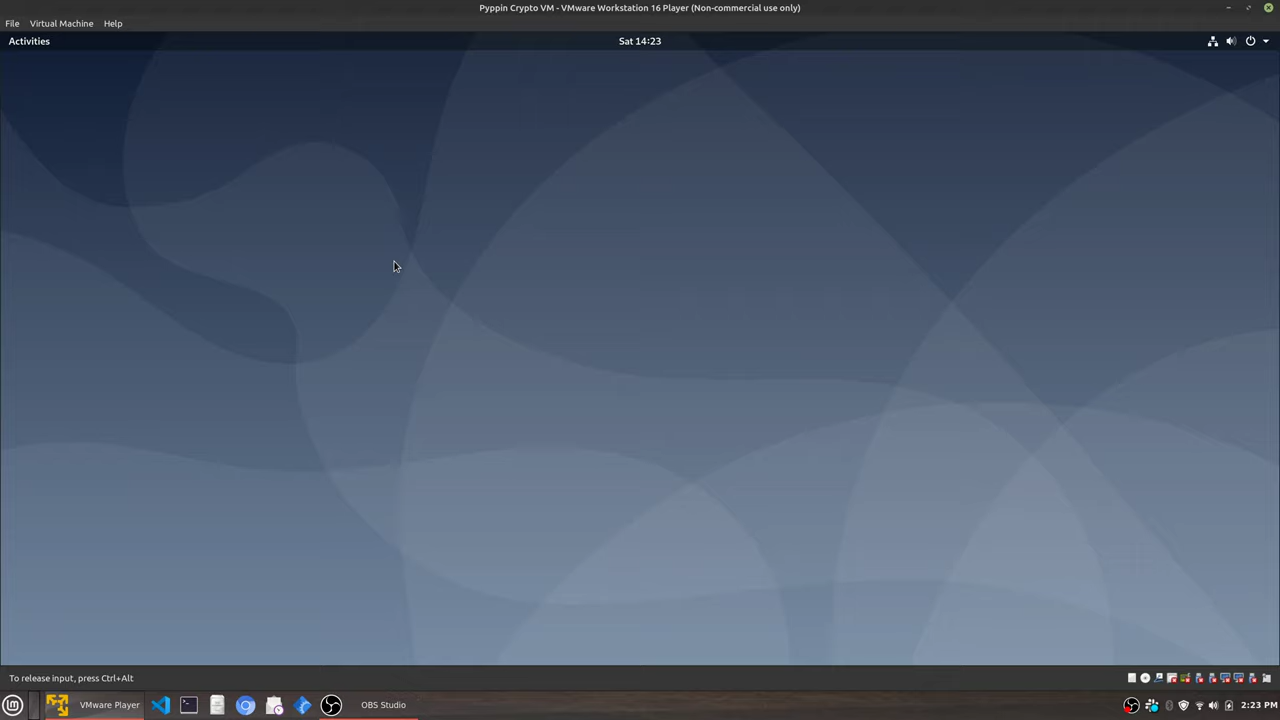 Pyppin Crypto VM - VMware Workstation 16 Player (Non-commercial use only)
File Virtual Machine Help
Activities Sat 14:23
To release input, press Ctrl+Alt
VMware Player OBS Studio 2:23 PM